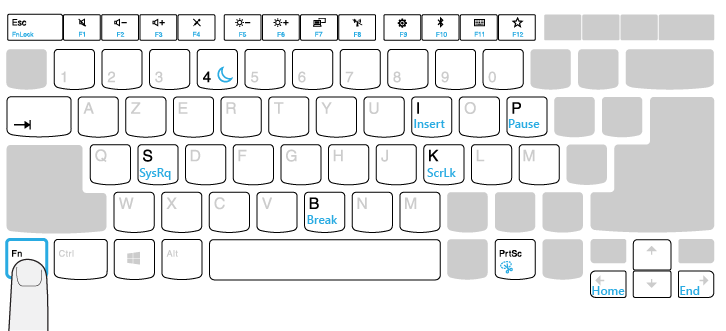 Esc
FnLock
F1
F2
F3
F4
F5
F6
F7
F8
F9
F10
F11
F12
1
2
3
4
5
6
7
8
9
0
A
Z
E
R
T
Y
U
I
Insert
O
P
Pause
Q
S
SysRq
D
F
G
H
J
K
ScrLk
L
M
W
X
C
V
B
Break
N
M
Fn
Ctrl
Alt
PrtSc
Home
End